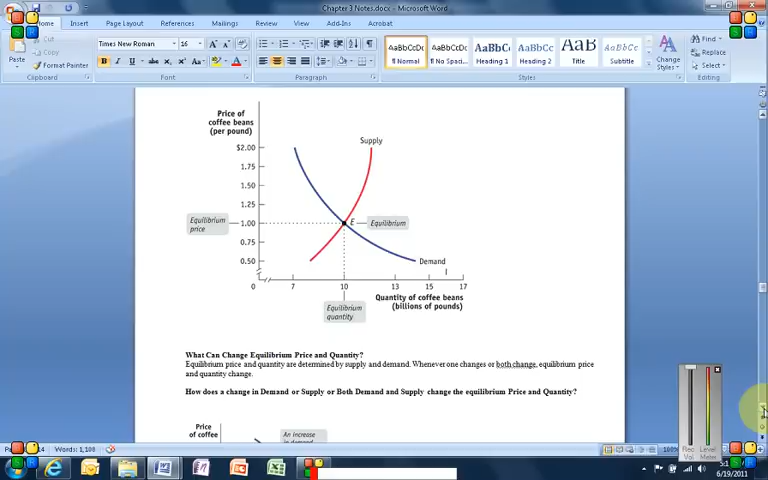 Chapter 3 Notes.docx - Microsoft Word
Home Insert Page Layout References Mailings Review View Add-Ins Acrobat
Cut
Copy
Paste
Format Painter
Times New Roman 16
AaBbCcDc AaBbCcDc AaBbC AaBbCc AaB AaBbCcL
¶ Normal ¶ No Spaci... Heading 1 Heading 2 Title Subtitle
Change
Styles
Find
Replace
Select
Clipboard Font Paragraph Styles Editing
Price of
coffee beans
(per pound)
Supply
$2.00
1.75
1.50
1.25
Equilibrium
price
1.00
E
Equilibrium
0.75
0.50
Demand
0 7 10 13 15 17
Equilibrium
quantity
Quantity of coffee beans
(billions of pounds)
What Can Change Equilibrium Price and Quantity?
Equilibrium price and quantity are determined by supply and demand. Whenever one changes or both change, equilibrium price
and quantity change.
How does a change in Demand or Supply or Both Demand and Supply change the equilibrium Price and Quantity?
Price
of coffee
An increase
in demand
Rec Level
Vol Meter
Words: 1,108
6/19/2011